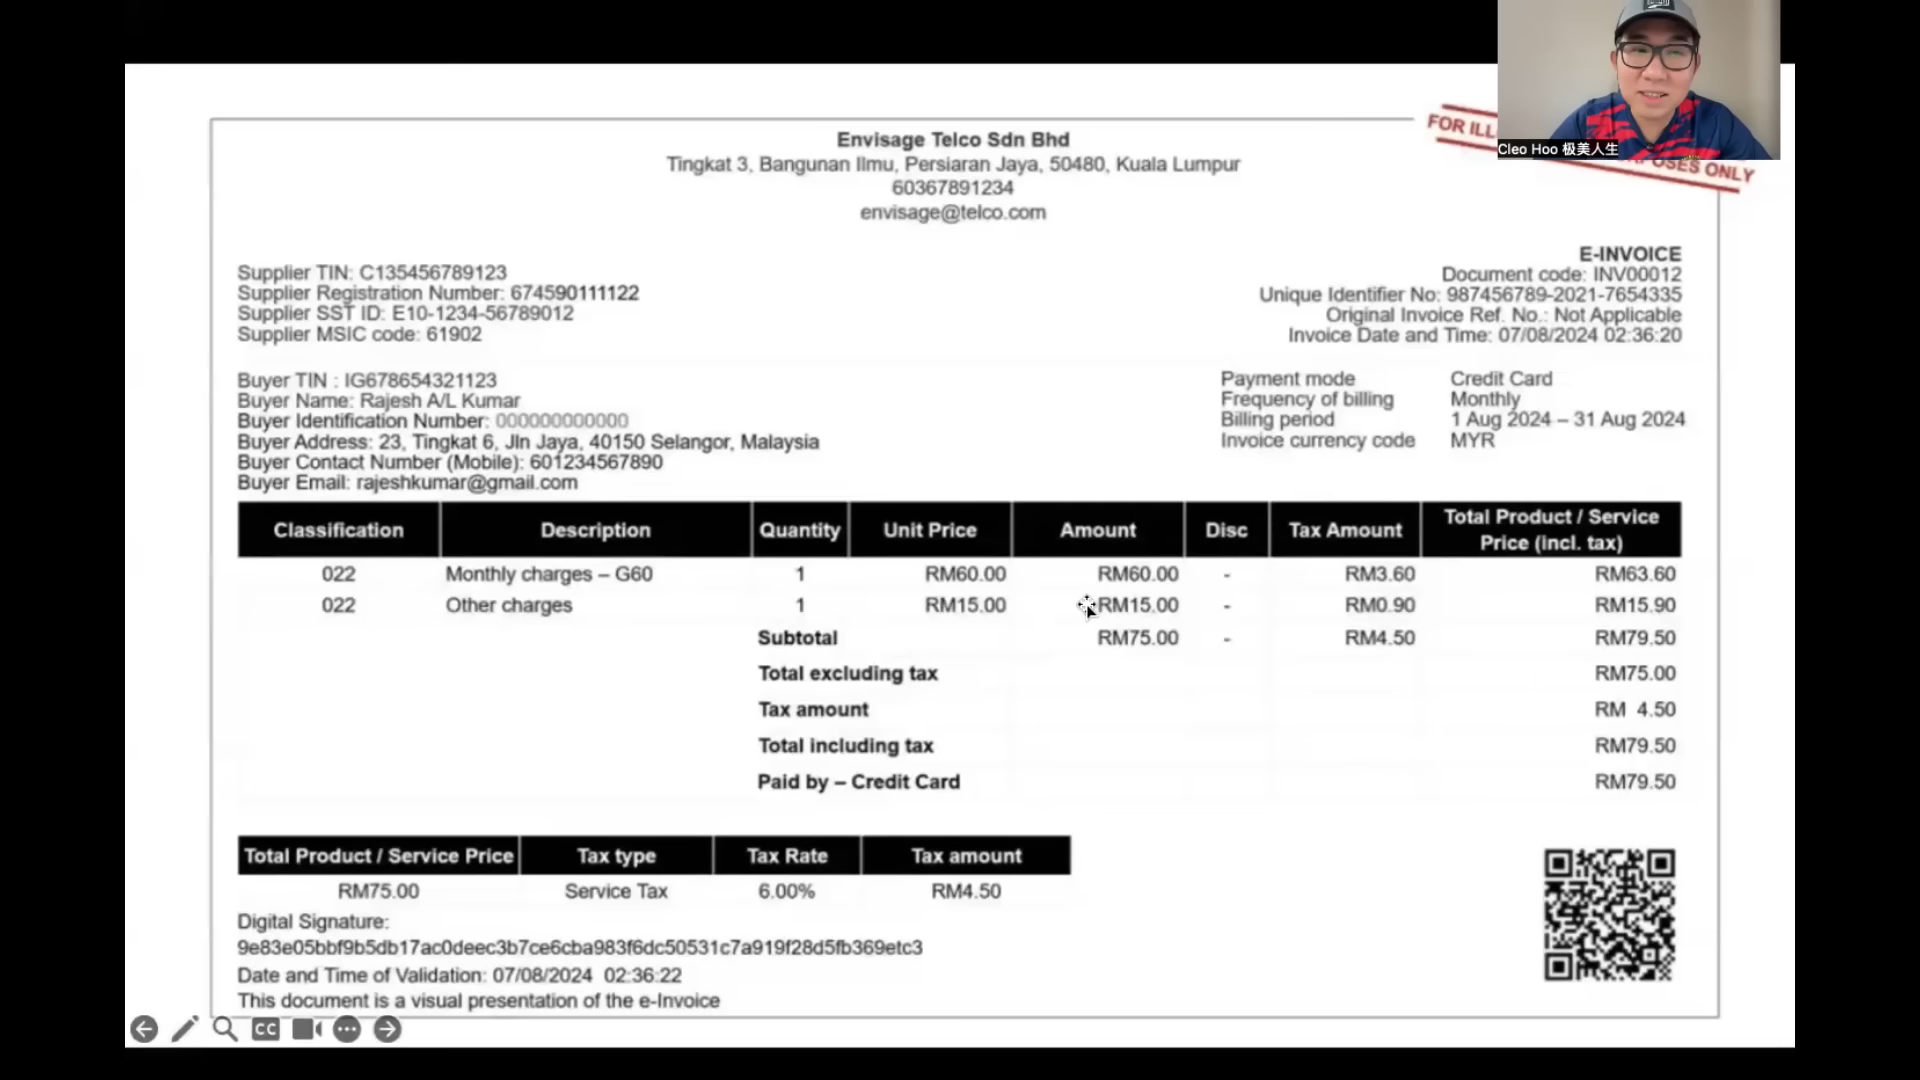 Envisage Telco Sdn Bhd
Tingkat 3, Bangunan Ilmu, Persiaran Jaya, 50480, Kuala Lumpur
60367891234
envisage@telco.com
FOR ILL
POSES ONLY
Cleo Hoo 极美人生
E-INVOICE
Document code: INV00012
Unique Identifier No: 987456789-2021-7654335
Original Invoice Ref. No.: Not Applicable
Invoice Date and Time: 07/08/2024 02:36:20
Supplier TIN: C135456789123
Supplier Registration Number: 674590111122
Supplier SST ID: E10-1234-56789012
Supplier MSIC code: 61902
Buyer TIN : IG678654321123
Buyer Name: Rajesh A/L Kumar
Buyer Identification Number: 000000000000
Buyer Address: 23, Tingkat 6, Jln Jaya, 40150 Selangor, Malaysia
Buyer Contact Number (Mobile): 601234567890
Buyer Email: rajeshkumar@gmail.com
Payment mode Credit Card
Frequency of billing Monthly
Billing period 1 Aug 2024 – 31 Aug 2024
Invoice currency code MYR
Classification Description Quantity Unit Price Amount Disc Tax Amount Total Product / Service Price (incl. tax)
022 Monthly charges – G60 1 RM60.00 RM60.00 - RM3.60 RM63.60
022 Other charges 1 RM15.00 RM15.00 - RM0.90 RM15.90
Subtotal RM75.00 - RM4.50 RM79.50
Total excluding tax RM75.00
Tax amount RM 4.50
Total including tax RM79.50
Paid by – Credit Card RM79.50
Total Product / Service Price Tax type Tax Rate Tax amount
RM75.00 Service Tax 6.00% RM4.50
Digital Signature:
9e83e05bbf9b5db17ac0deec3b7ce6cba983f6dc50531c7a919f28d5fb369etc3
Date and Time of Validation: 07/08/2024 02:36:22
This document is a visual presentation of the e-Invoice
CC